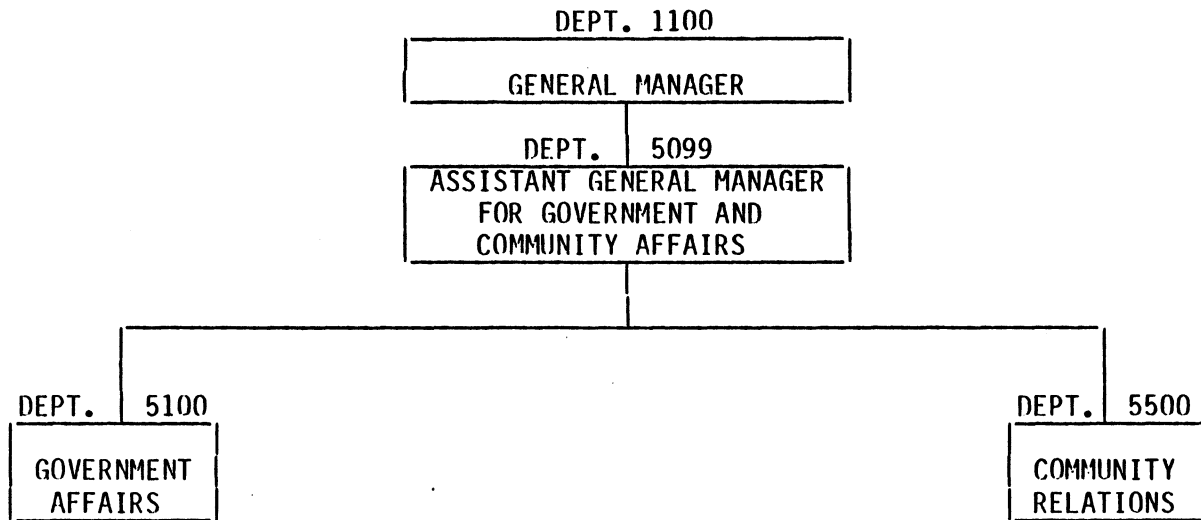 DEPT. 1100
GENERAL MANAGER
DEPT. 5099
ASSISTANT GENERAL MANAGER
FOR GOVERNMENT AND
COMMUNITY AFFAIRS
DEPT. 5100
GOVERNMENT
AFFAIRS
DEPT. 5500
COMMUNITY
RELATIONS